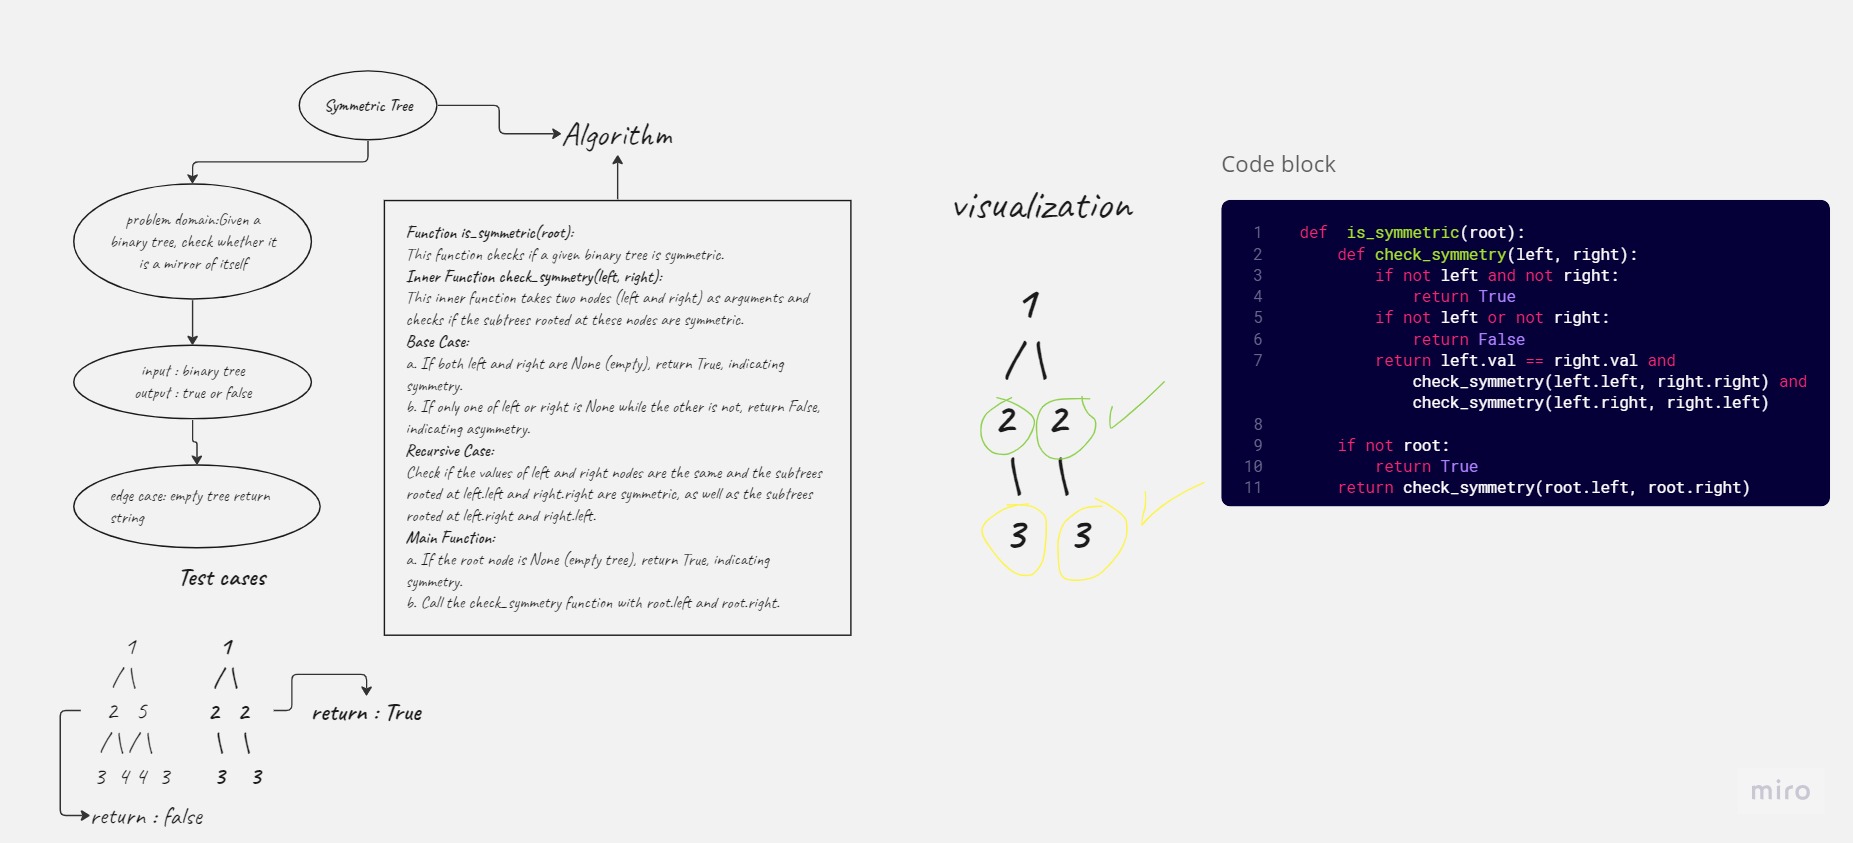 Symmetric Tree
Algorithm
problem domain:Given a
binary tree, check whether it
is a mirror of itself
input : binary tree
output : true or false
edge case: empty tree return
string
Function is_symmetric(root):
This function checks if a given binary tree is symmetric.
Inner Function check_symmetry(left, right):
This inner function takes two nodes (left and right) as arguments and
checks if the subtrees rooted at these nodes are symmetric.
Base Case:
a. If both left and right are None (empty), return True, indicating
symmetry.
b. If only one of left or right is None while the other is not, return False,
indicating asymmetry.
Recursive Case:
Check if the values of left and right nodes are the same and the subtrees
rooted at left.left and right.right are symmetric, as well as the subtrees
rooted at left.right and right.left.
Main Function:
a. If the root node is None (empty tree), return True, indicating
symmetry.
b. Call the check_symmetry function with root.left and root.right.
Test cases
1
/\
2 5
/\/\
3 4 4 3
return : false
1
/\
2 2
\ \
3 3
return : True
visualization
1
/\
2 2
\ \
3 3
Code block
1 def is_symmetric(root):
2 def check_symmetry(left, right):
3 if not left and not right:
4 return True
5 if not left or not right:
6 return False
7 return left.val == right.val and
check_symmetry(left.left, right.right) and
check_symmetry(left.right, right.left)
8
9 if not root:
10 return True
11 return check_symmetry(root.left, root.right)
miro